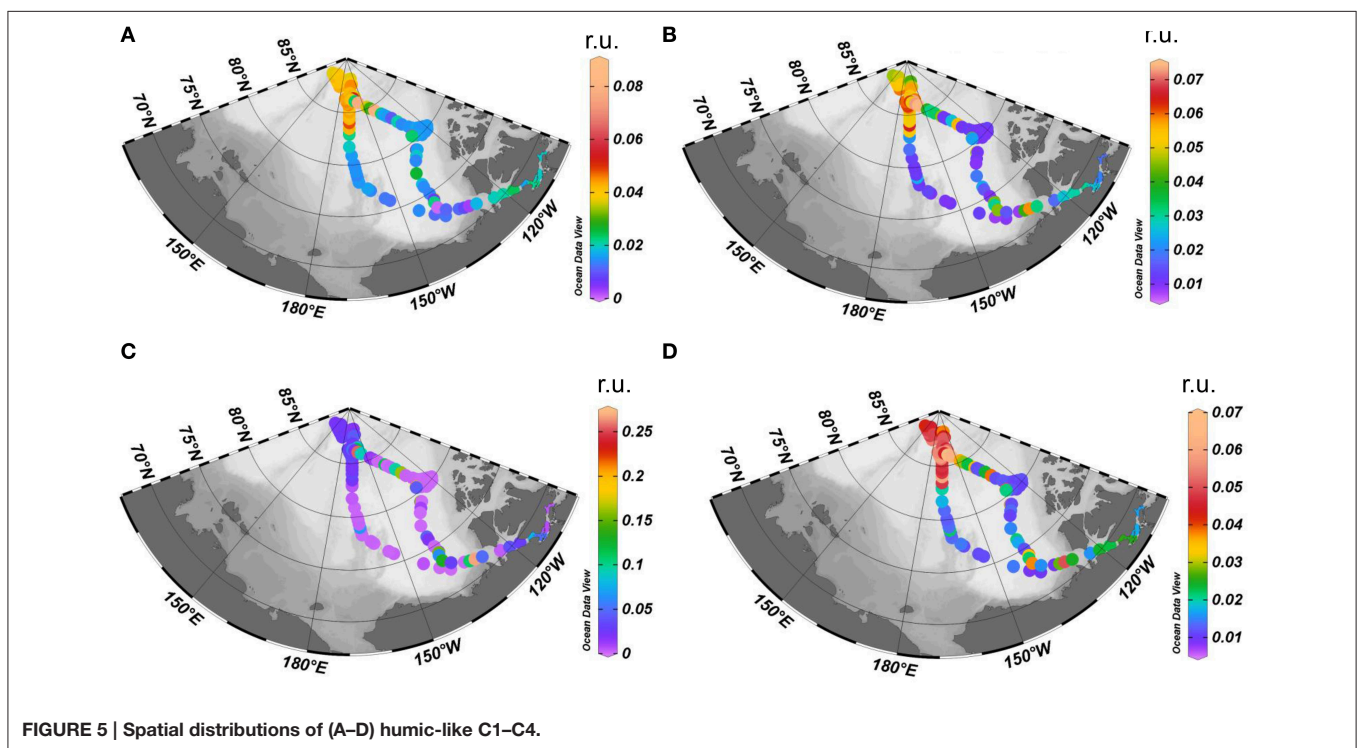 A
r.u.
85°N
80°N
75°N
70°N
150°E
180°E
150°W
120°W
Ocean Data View
0.08
0.06
0.04
0.02
0
B
r.u.
85°N
80°N
75°N
70°N
150°E
180°E
150°W
120°W
Ocean Data View
0.07
0.06
0.05
0.04
0.03
0.02
0.01
C
r.u.
85°N
80°N
75°N
70°N
150°E
180°E
150°W
120°W
Ocean Data View
0.25
0.2
0.15
0.1
0.05
0
D
r.u.
85°N
80°N
75°N
70°N
150°E
180°E
150°W
120°W
Ocean Data View
0.07
0.06
0.05
0.04
0.03
0.02
0.01
FIGURE 5 | Spatial distributions of (A–D) humic-like C1–C4.